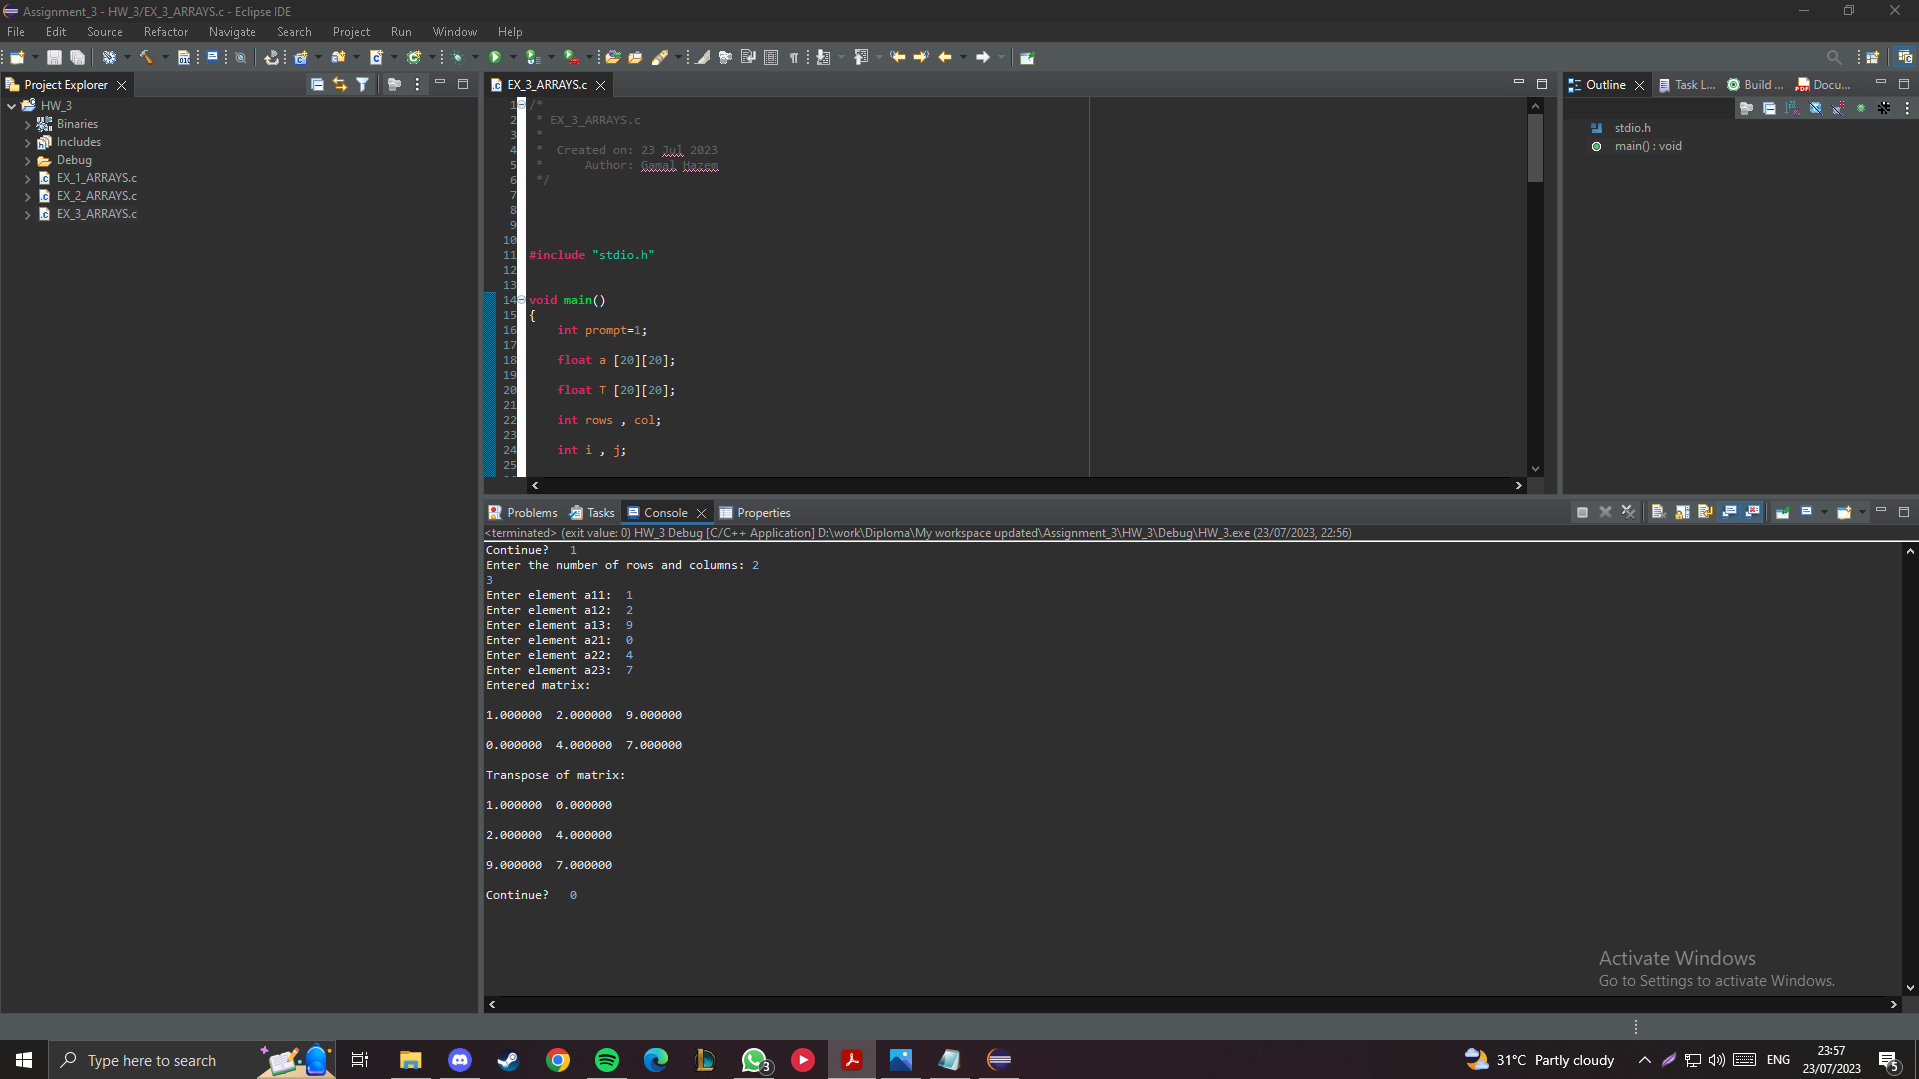 Assignment_3 - HW_3/EX_3_ARRAYS.c - Eclipse IDE
File Edit Source Refactor Navigate Search Project Run Window Help
Project Explorer
HW_3
Binaries
Includes
Debug
EX_1_ARRAYS.c
EX_2_ARRAYS.c
EX_3_ARRAYS.c
EX_3_ARRAYS.c
1 /*
2 * EX_3_ARRAYS.c
3 *
4 * Created on: 23 Jul 2023
5 * Author: Gamal Hazem
6 */
7
8
9
10
11 #include "stdio.h"
12
13
14 void main()
15 {
16 int prompt=1;
17
18 float a [20][20];
19
20 float T [20][20];
21
22 int rows , col;
23
24 int i , j;
25
Outline Task L... Build ... Docu...
stdio.h
main() : void
Problems Tasks Console Properties
<terminated> (exit value: 0) HW_3 Debug [C/C++ Application] D:\work\Diploma\My workspace updated\Assignment_3\HW_3\Debug\HW_3.exe (23/07/2023, 22:56)
Continue? 1
Enter the number of rows and columns: 2
3
Enter element a11: 1
Enter element a12: 2
Enter element a13: 9
Enter element a21: 0
Enter element a22: 4
Enter element a23: 7
Entered matrix:
1.000000 2.000000 9.000000
0.000000 4.000000 7.000000
Transpose of matrix:
1.000000 0.000000
2.000000 4.000000
9.000000 7.000000
Continue? 0
Activate Windows
Go to Settings to activate Windows.
Type here to search
3
31°C Partly cloudy
ENG
23:57
23/07/2023
5